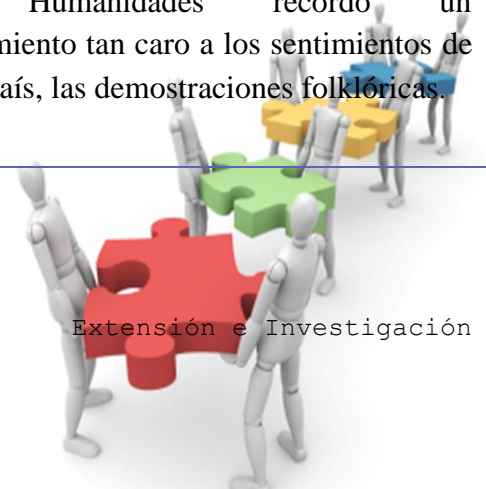 Humanidades recordó un
miento tan caro a los sentimientos de
aís, las demostraciones folklóricas.
Extensión e Investigación